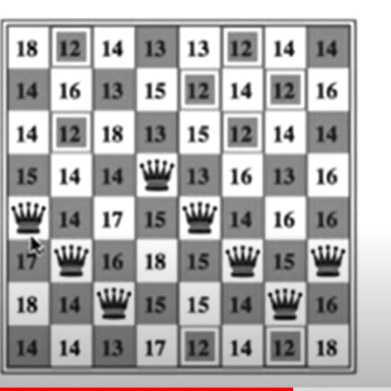 18 12 14 13 13 12 14 14
14 16 13 15 12 14 12 16
14 12 18 13 15 12 14 14
15 14 14 13 16 13 16
14 17 15 14 16 16
17 16 18 15 15
18 14 15 15 14 16
14 14 13 17 12 14 12 18